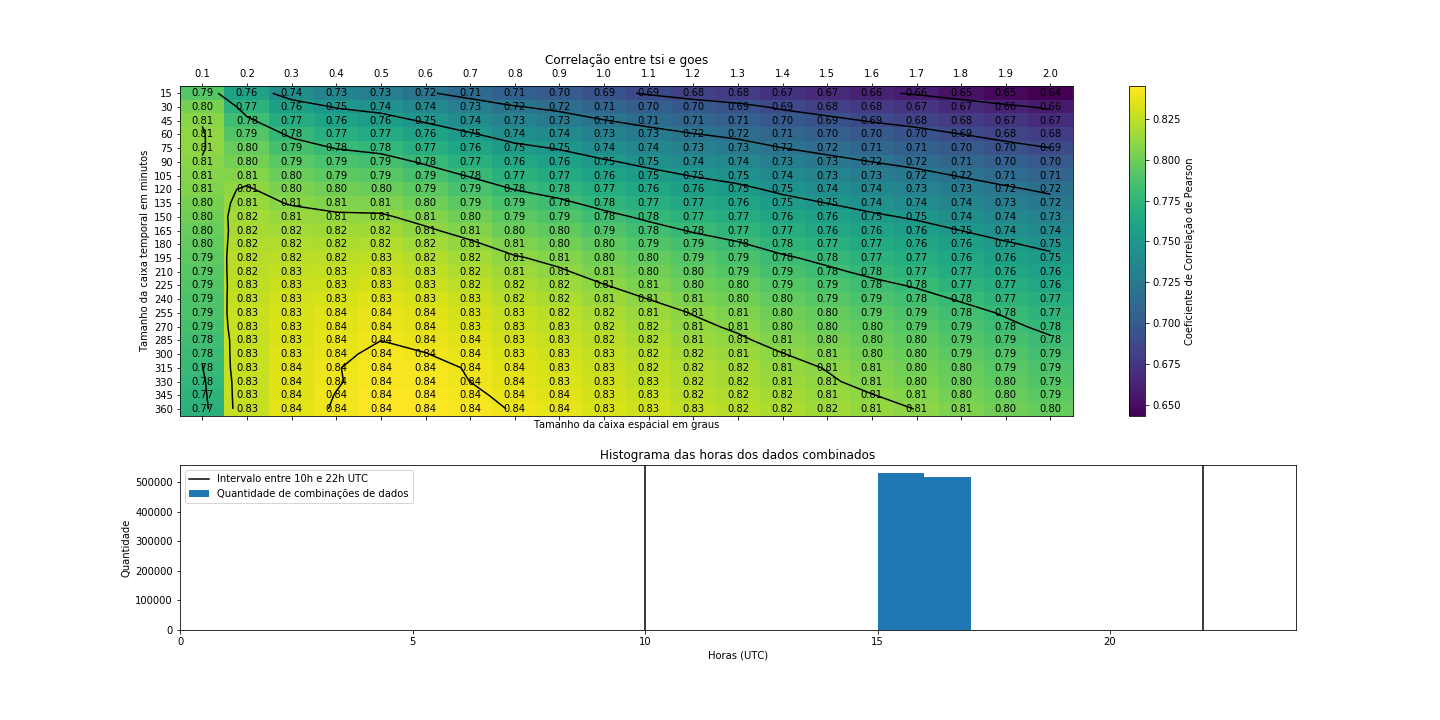 Correlação entre tsi e goes
0.1 0.2 0.3 0.4 0.5 0.6 0.7 0.8 0.9 1.0 1.1 1.2 1.3 1.4 1.5 1.6 1.7 1.8 1.9 2.0
15 0.79 0.76 0.74 0.73 0.73 0.72 0.71 0.71 0.70 0.69 0.69 0.68 0.68 0.67 0.67 0.66 0.66 0.65 0.65 0.64
30 0.80 0.77 0.76 0.75 0.74 0.74 0.73 0.72 0.72 0.71 0.70 0.70 0.69 0.69 0.68 0.68 0.67 0.67 0.66 0.66
45 0.81 0.78 0.77 0.76 0.76 0.75 0.74 0.73 0.73 0.72 0.71 0.71 0.71 0.70 0.69 0.69 0.68 0.68 0.67 0.67
60 0.81 0.79 0.78 0.77 0.77 0.76 0.75 0.74 0.74 0.73 0.73 0.72 0.72 0.71 0.70 0.70 0.70 0.69 0.68 0.68
75 0.81 0.80 0.79 0.78 0.78 0.77 0.76 0.75 0.75 0.74 0.74 0.73 0.73 0.72 0.72 0.71 0.71 0.70 0.70 0.69
90 0.81 0.80 0.79 0.79 0.79 0.78 0.77 0.76 0.76 0.75 0.75 0.74 0.74 0.73 0.73 0.72 0.72 0.71 0.70 0.70
105 0.81 0.81 0.80 0.79 0.79 0.79 0.78 0.77 0.77 0.76 0.76 0.75 0.75 0.74 0.73 0.73 0.72 0.72 0.71 0.71
120 0.81 0.81 0.80 0.80 0.80 0.79 0.79 0.78 0.78 0.77 0.76 0.76 0.75 0.75 0.74 0.74 0.73 0.73 0.72 0.72
135 0.80 0.81 0.81 0.81 0.81 0.80 0.79 0.79 0.78 0.78 0.77 0.77 0.76 0.75 0.75 0.74 0.74 0.73 0.73 0.72
150 0.80 0.82 0.81 0.81 0.81 0.81 0.80 0.79 0.79 0.78 0.78 0.77 0.77 0.76 0.76 0.75 0.75 0.74 0.74 0.73
165 0.80 0.82 0.82 0.82 0.82 0.81 0.81 0.80 0.80 0.79 0.78 0.78 0.77 0.77 0.76 0.76 0.75 0.75 0.74 0.74
180 0.80 0.82 0.82 0.82 0.82 0.82 0.81 0.81 0.80 0.80 0.79 0.79 0.78 0.78 0.77 0.77 0.76 0.76 0.75 0.75
195 0.79 0.82 0.82 0.83 0.83 0.82 0.82 0.81 0.81 0.80 0.80 0.79 0.79 0.78 0.78 0.77 0.77 0.76 0.76 0.75
210 0.79 0.82 0.83 0.83 0.83 0.83 0.82 0.82 0.81 0.81 0.80 0.80 0.79 0.79 0.78 0.78 0.77 0.77 0.76 0.76
225 0.79 0.83 0.83 0.83 0.83 0.83 0.83 0.82 0.82 0.81 0.81 0.80 0.80 0.79 0.79 0.78 0.78 0.77 0.77 0.76
240 0.79 0.83 0.83 0.83 0.84 0.83 0.83 0.82 0.82 0.81 0.81 0.81 0.80 0.80 0.79 0.79 0.78 0.78 0.77 0.77
255 0.79 0.83 0.83 0.84 0.84 0.84 0.83 0.83 0.82 0.82 0.81 0.81 0.81 0.80 0.80 0.79 0.79 0.78 0.78 0.77
270 0.79 0.83 0.83 0.84 0.84 0.84 0.83 0.83 0.82 0.82 0.82 0.81 0.81 0.80 0.80 0.80 0.79 0.79 0.78 0.78
285 0.78 0.83 0.83 0.84 0.84 0.84 0.84 0.83 0.83 0.82 0.82 0.81 0.81 0.81 0.80 0.80 0.80 0.79 0.79 0.78
300 0.78 0.83 0.83 0.84 0.84 0.84 0.84 0.83 0.83 0.83 0.82 0.82 0.81 0.81 0.81 0.80 0.80 0.79 0.79 0.79
315 0.78 0.83 0.84 0.84 0.84 0.84 0.84 0.83 0.83 0.83 0.82 0.82 0.82 0.81 0.81 0.81 0.80 0.80 0.79 0.79
330 0.78 0.83 0.84 0.84 0.84 0.84 0.84 0.84 0.83 0.83 0.82 0.82 0.82 0.81 0.81 0.81 0.80 0.80 0.80 0.79
345 0.77 0.83 0.84 0.84 0.84 0.84 0.84 0.84 0.83 0.83 0.83 0.82 0.82 0.82 0.81 0.81 0.81 0.80 0.80 0.79
360 0.77 0.83 0.84 0.84 0.84 0.84 0.84 0.84 0.84 0.83 0.83 0.83 0.82 0.82 0.82 0.81 0.81 0.81 0.80 0.80
Tamanho da caixa temporal em minutos
Tamanho da caixa espacial em graus
0.825
0.800
0.775
0.750
0.725
0.700
0.675
0.650
Coeficiente de Correlação de Pearson
Histograma das horas dos dados combinados
Intervalo entre 10h e 22h UTC
Quantidade de combinações de dados
500000
400000
300000
200000
100000
0
Quantidade
0 5 10 15 20
Horas (UTC)